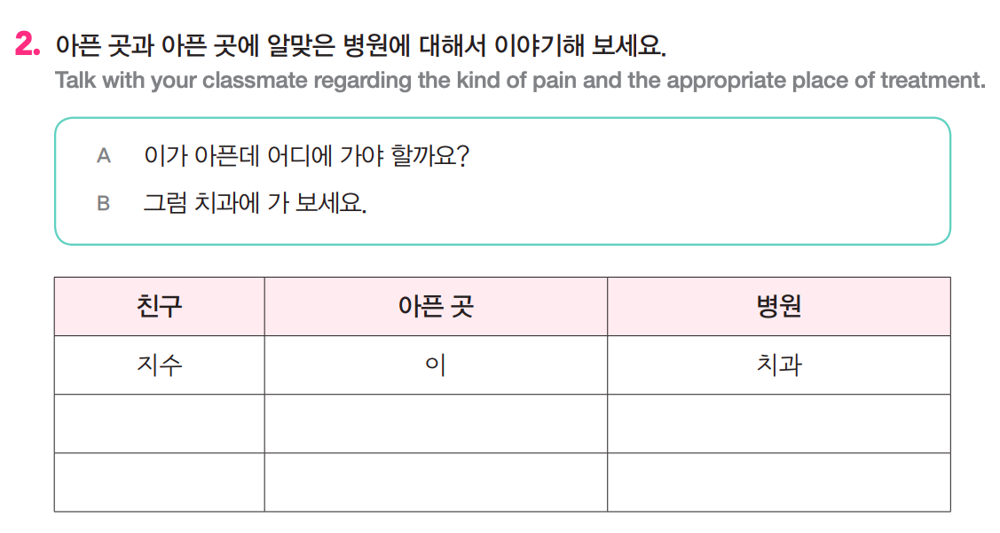 2. 아픈 곳과 아픈 곳에 알맞은 병원에 대해서 이야기해 보세요.
Talk with your classmate regarding the kind of pain and the appropriate place of treatment.
A 이가 아픈데 어디에 가야 할까요?
B 그럼 치과에 가 보세요.
친구 아픈 곳 병원
지수 이 치과